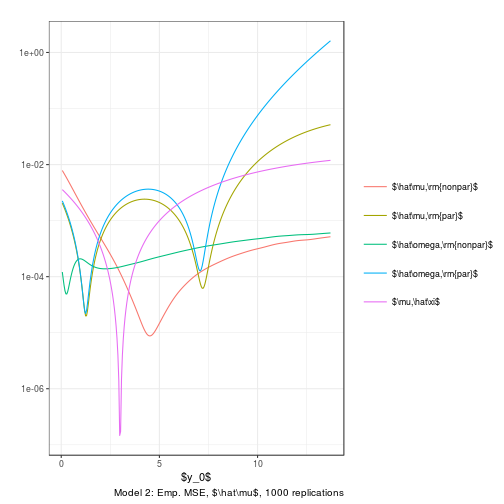 1e+00
1e-02
1e-04
1e-06
0
5
10
$y_0$
$\hat\mu,\rm{nonpar}$
$\hat\mu,\rm{par}$
$\hat\omega,\rm{nonpar}$
$\hat\omega,\rm{par}$
$\mu,\hat\xi$
Model 2: Emp. MSE, $\hat\mu$, 1000 replications